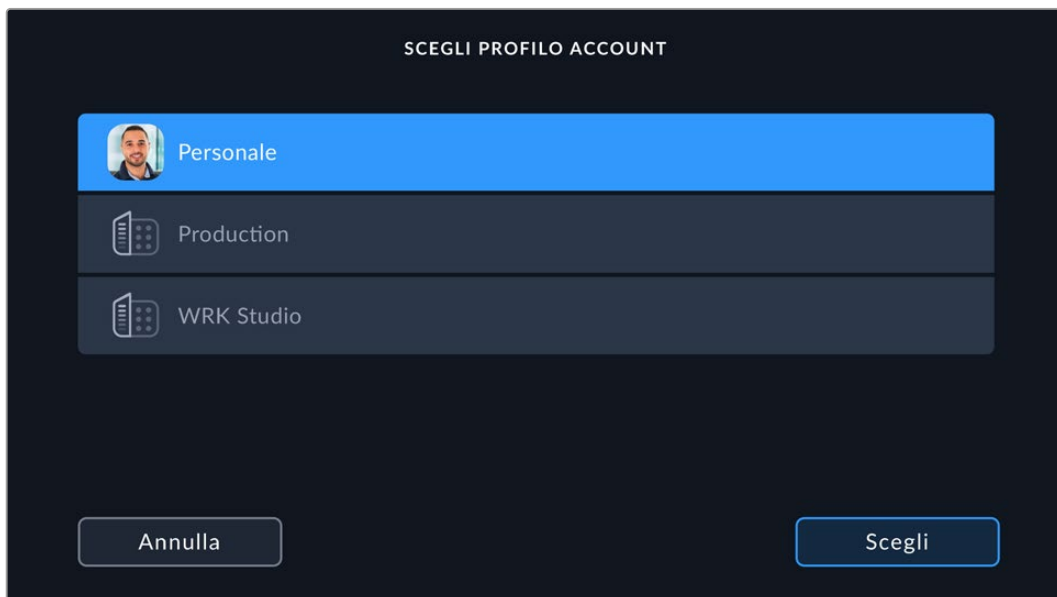 SCEGLI PROFILO ACCOUNT
Personale
Production
WRK Studio
Annulla
Scegli